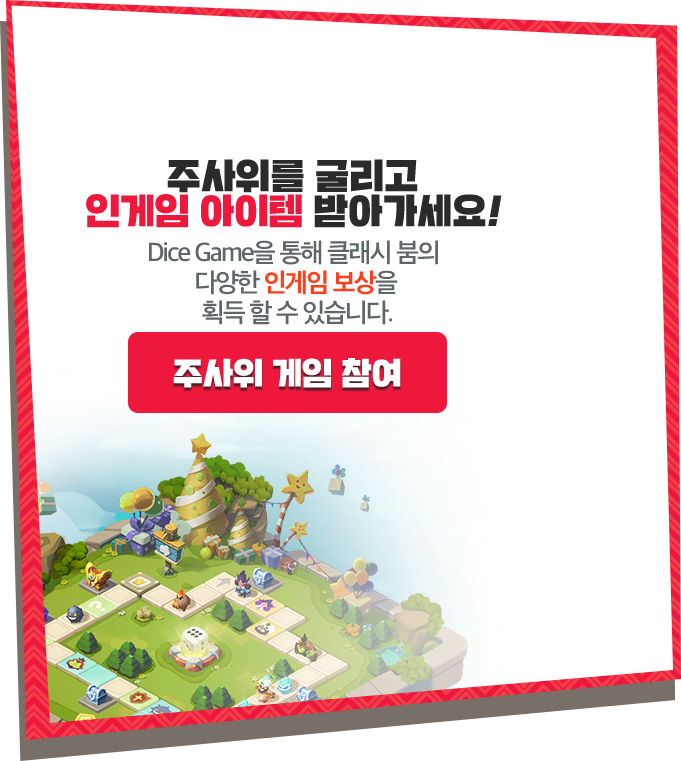 주사위를 굴리고
인게임 아이템 받아가세요!
Dice Game을 통해 클래시 붐의
다양한 인게임 보상을
획득 할 수 있습니다.
주사위 게임 참여